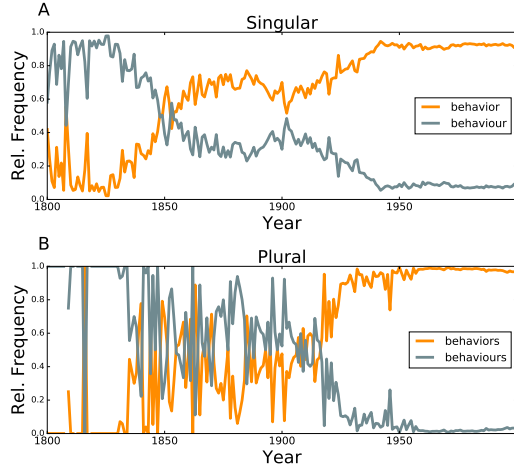 A
Singular
1.0
0.8
0.6
0.4
0.2
0.0
Rel. Frequency
behavior
behaviour
1800
1850
1900
1950
Year
B
Plural
1.0
0.8
0.6
0.4
0.2
0.0
Rel. Frequency
behaviors
behaviours
1800
1850
1900
1950
Year